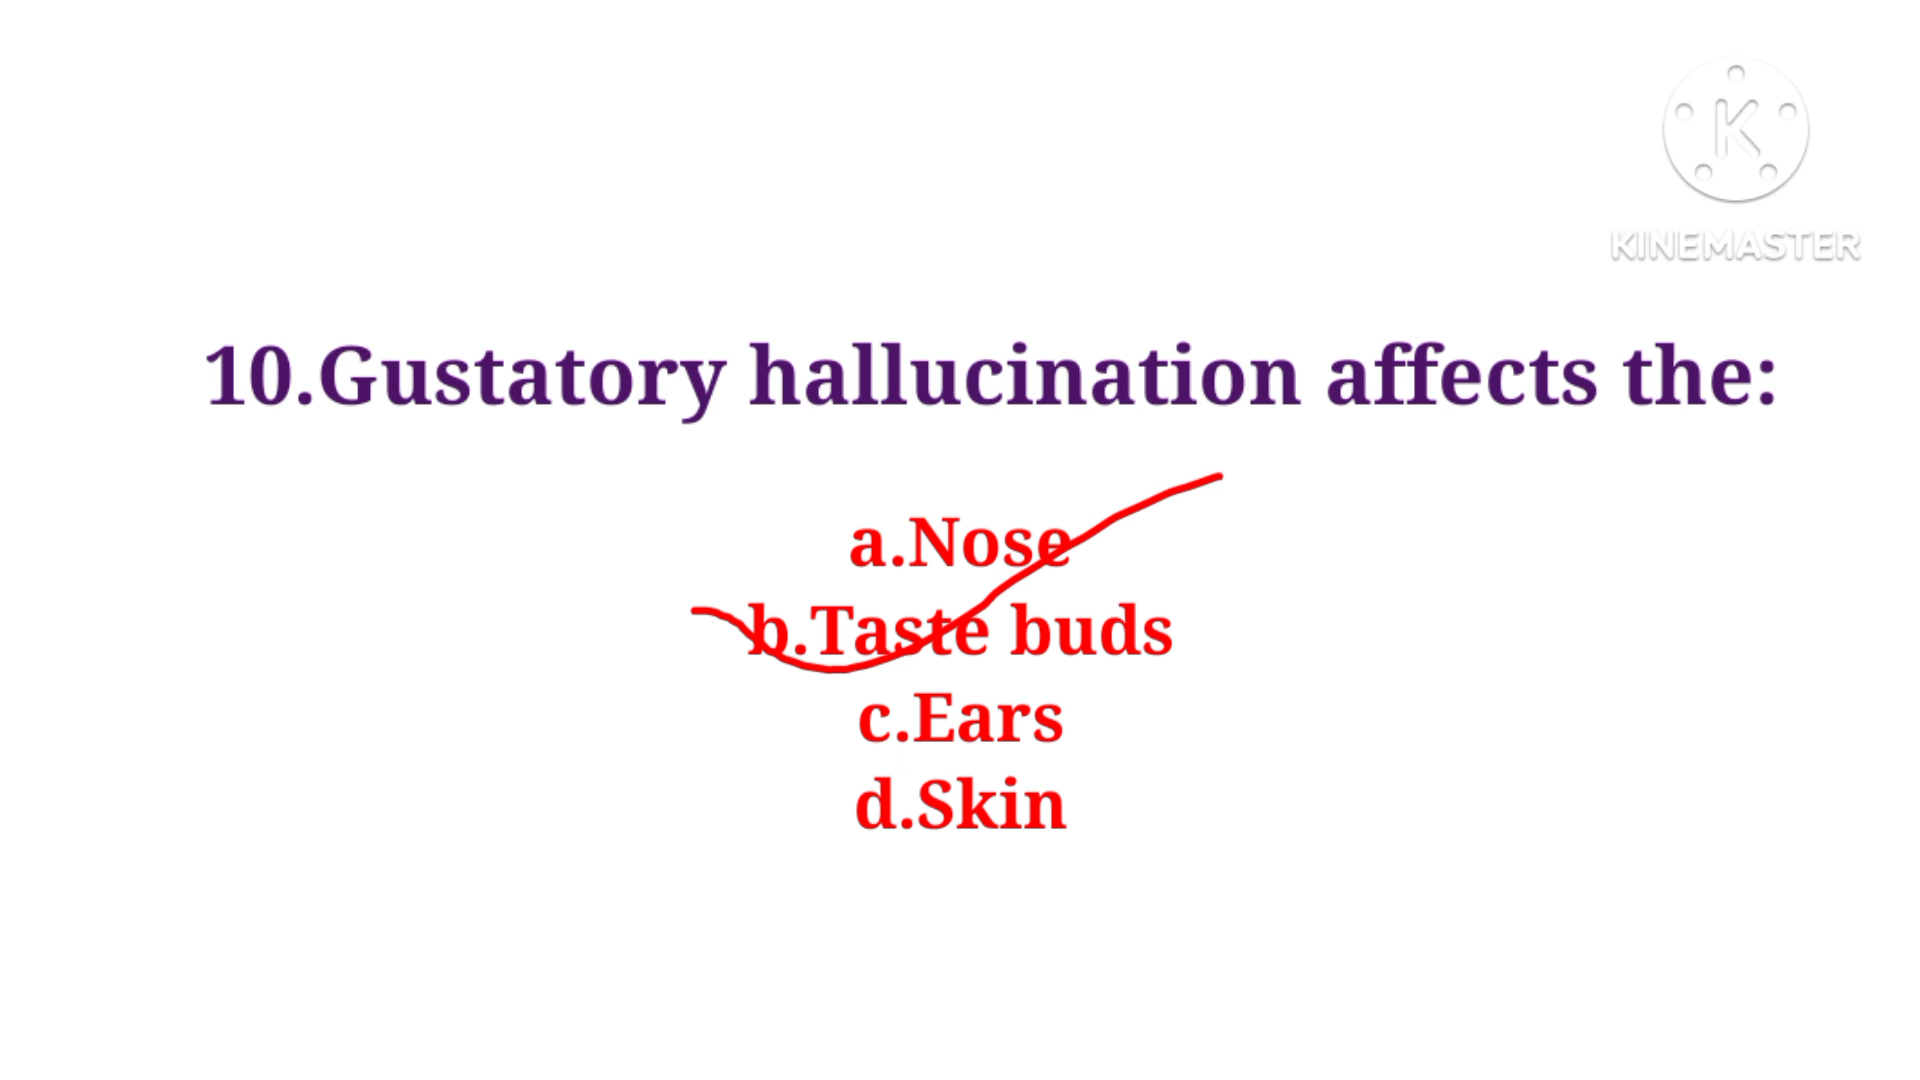 K
KINEMASTER
10.Gustatory hallucination affects the:
a.Nose
b.Taste buds
c.Ears
d.Skin